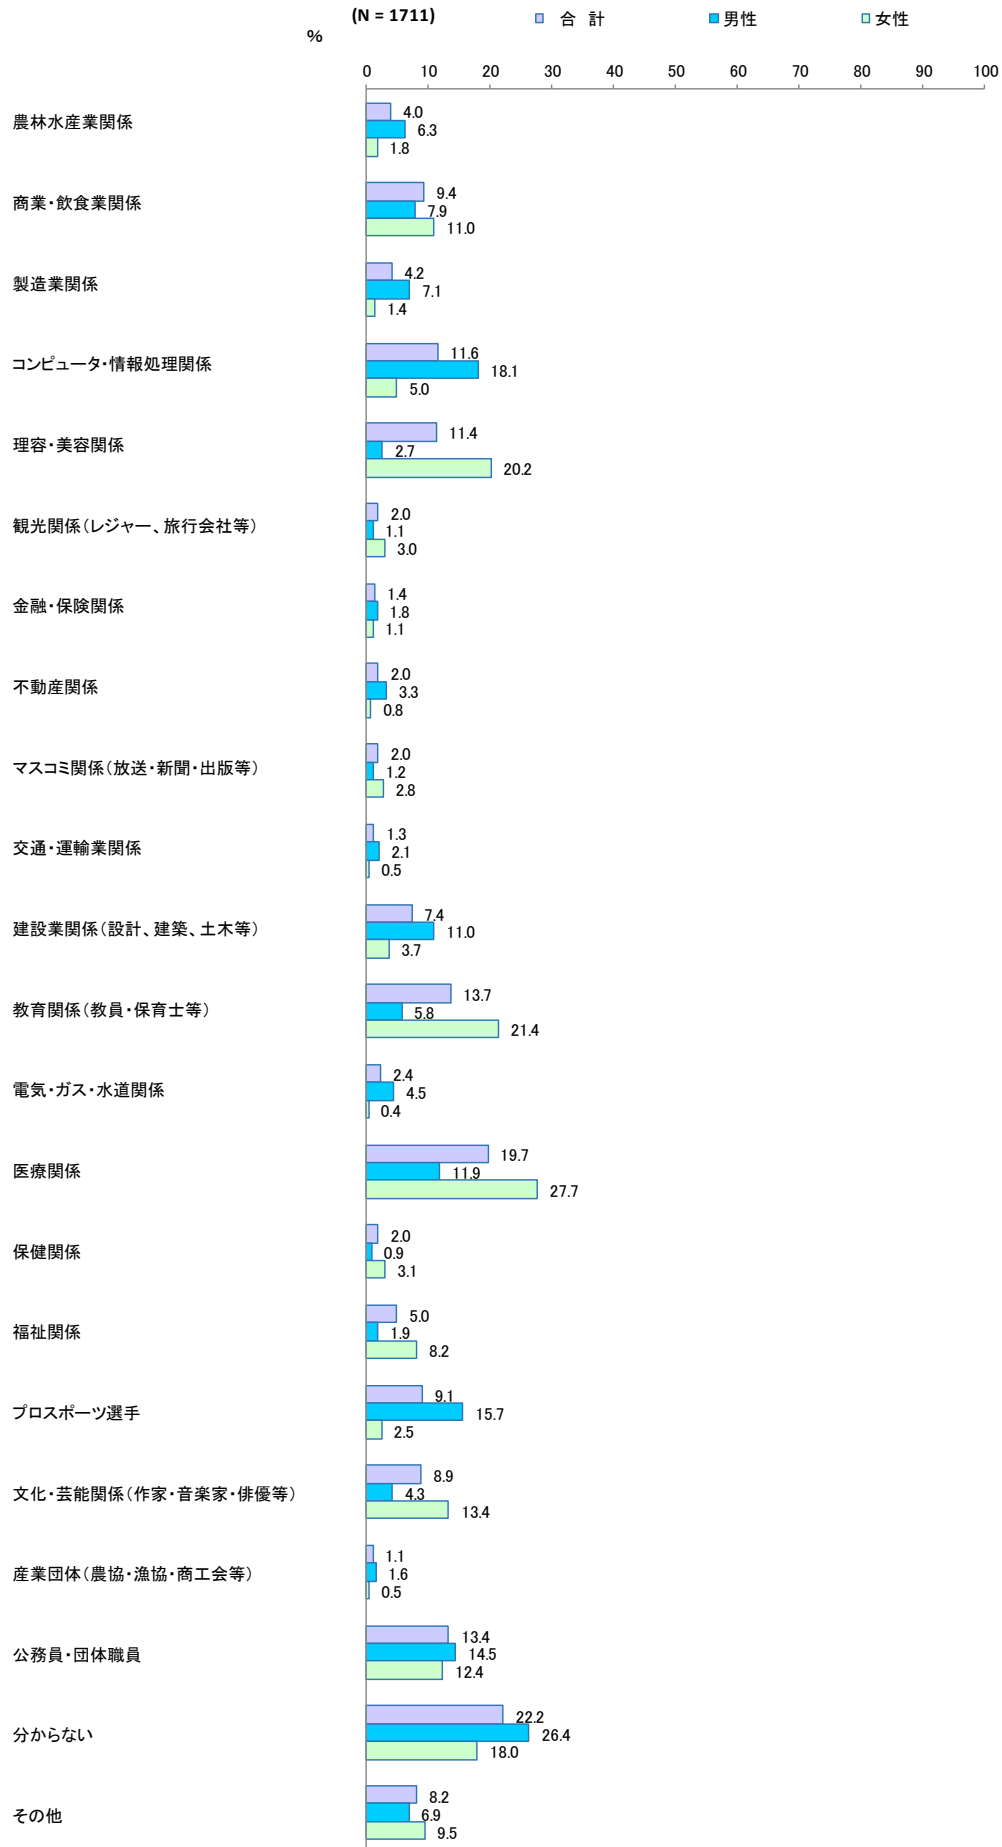 (N = 1711) 合 計 男性 女性
%
0 10 20 30 40 50 60 70 80 90 100
農林水産業関係
4.0
6.3
1.8
商業・飲食業関係
9.4
7.9
11.0
製造業関係
4.2
7.1
1.4
コンピュータ・情報処理関係
11.6
18.1
5.0
理容・美容関係
11.4
2.7
20.2
観光関係（レジャー、旅行会社等）
2.0
1.1
3.0
金融・保険関係
1.4
1.8
1.1
不動産関係
2.0
3.3
0.8
マスコミ関係（放送・新聞・出版等）
2.0
1.2
2.8
交通・運輸業関係
1.3
2.1
0.5
建設業関係（設計、建築、土木等）
7.4
11.0
3.7
教育関係（教員・保育士等）
13.7
5.8
21.4
電気・ガス・水道関係
2.4
4.5
0.4
医療関係
19.7
11.9
27.7
保健関係
2.0
0.9
3.1
福祉関係
5.0
1.9
8.2
プロスポーツ選手
9.1
15.7
2.5
文化・芸能関係（作家・音楽家・俳優等）
8.9
4.3
13.4
産業団体（農協・漁協・商工会等）
1.1
1.6
0.5
公務員・団体職員
13.4
14.5
12.4
分からない
22.2
26.4
18.0
その他
8.2
6.9
9.5